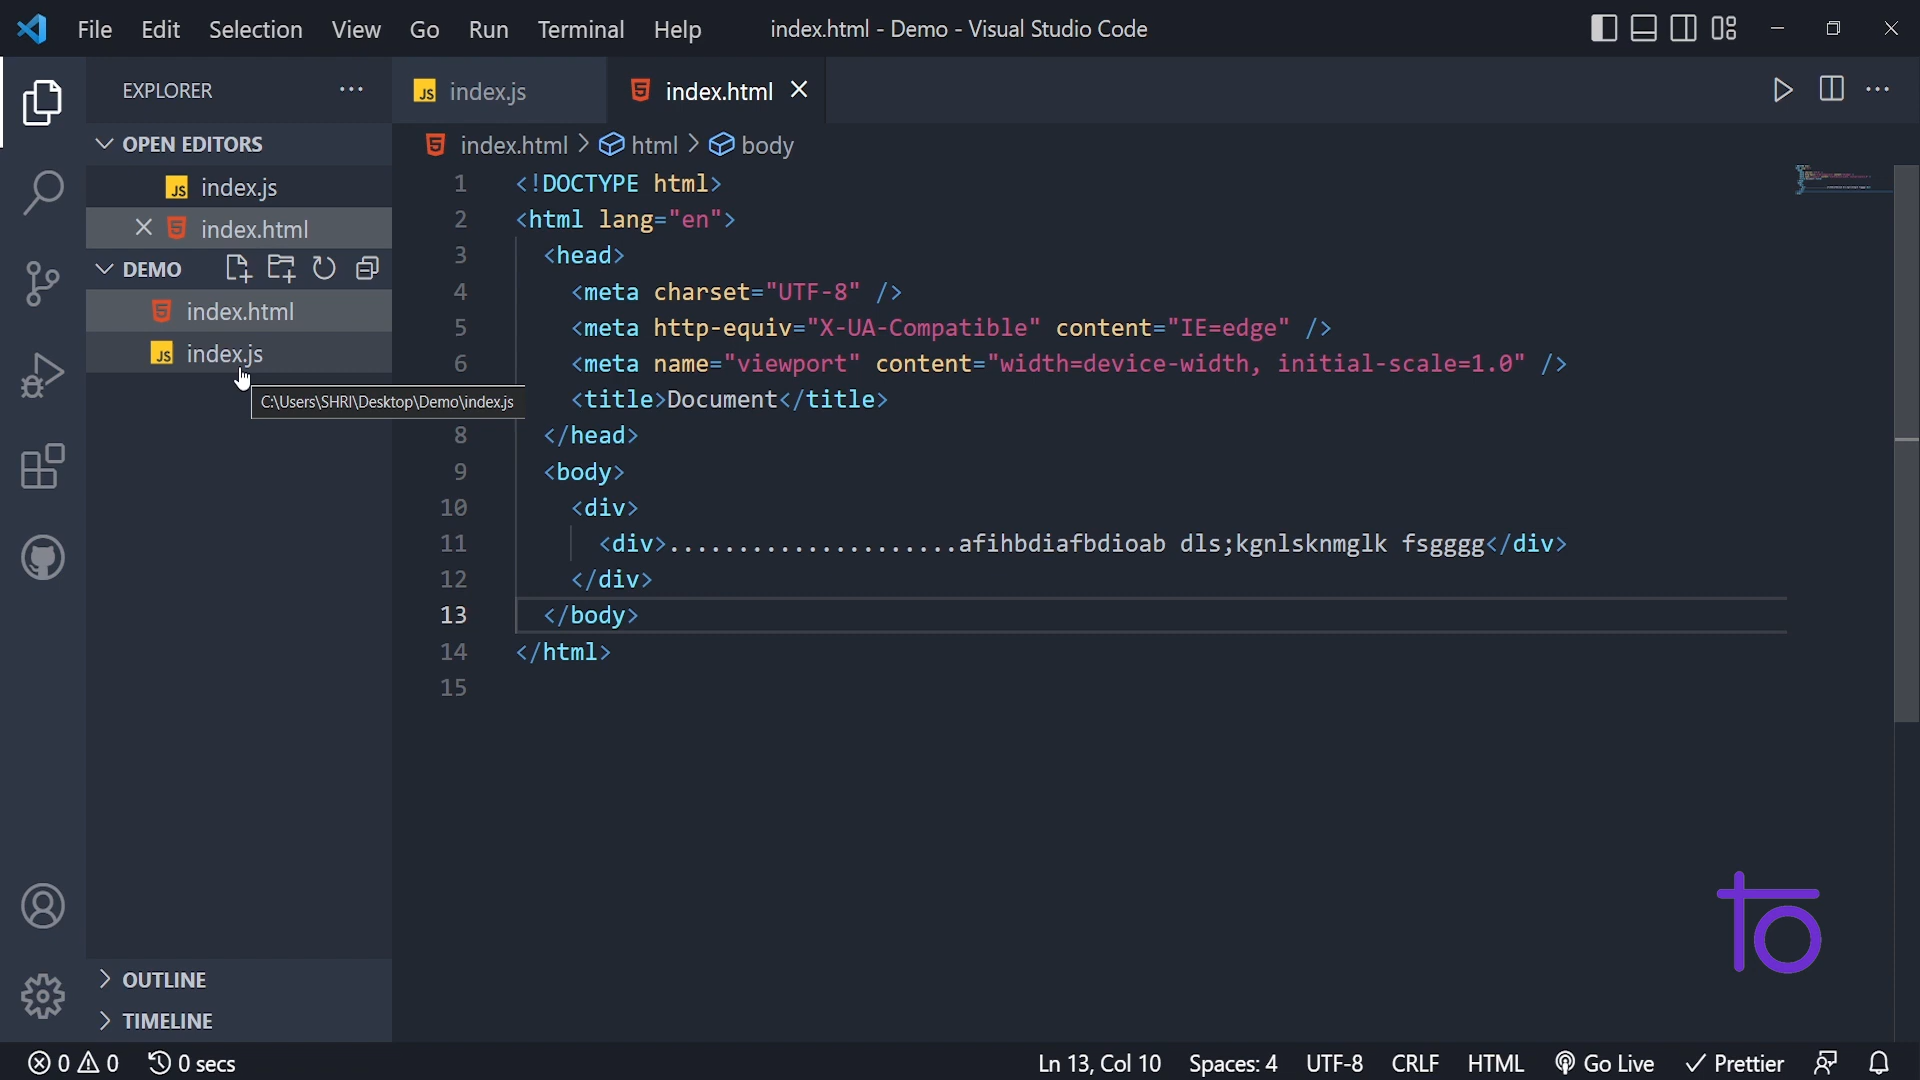 File Edit Selection View Go Run Terminal Help index.html - Demo - Visual Studio Code
EXPLORER
JS index.js
index.html
OPEN EDITORS
index.html > html > body
JS index.js
index.html
DEMO
index.html
JS index.js
C:\Users\SHRI\Desktop\Demo\index.js
1 <!DOCTYPE html>
2 <html lang="en">
3 <head>
4 <meta charset="UTF-8" />
5 <meta http-equiv="X-UA-Compatible" content="IE=edge" />
6 <meta name="viewport" content="width=device-width, initial-scale=1.0" />
<title>Document</title>
8 </head>
9 <body>
10 <div>
11 <div>.....................afihbdiafbdioab dls;kgnlsknmglk fsgggg</div>
12 </div>
13 </body>
14 </html>
15
OUTLINE
TIMELINE
to
0 0 0 secs Ln 13, Col 10 Spaces: 4 UTF-8 CRLF HTML Go Live Prettier